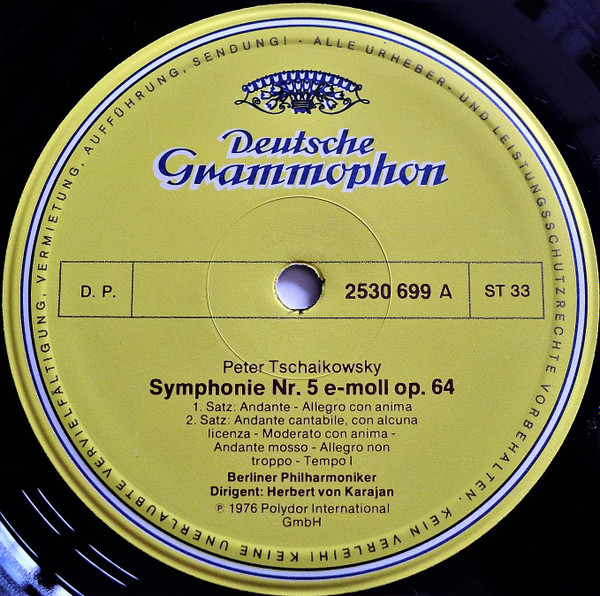 ALLE URHEBER- UND LEISTUNGSSCHUTZRECHTE VORBEHALTEN. KEIN VERLEIH! KEINE UNERLAUBTE VERVIELFÄLTIGUNG, VERMIETUNG, AUFFÜHRUNG, SENDUNG! -
Deutsche
Grammophon
D. P.
2530 699 A
ST 33
Peter Tschaikowsky
Symphonie Nr. 5 e-moll op. 64
1. Satz: Andante - Allegro con anima
2. Satz: Andante cantabile, con alcuna
licenza - Moderato con anima -
Andante mosso - Allegro non
troppo - Tempo I
Berliner Philharmoniker
Dirigent: Herbert von Karajan
℗ 1976 Polydor International
GmbH